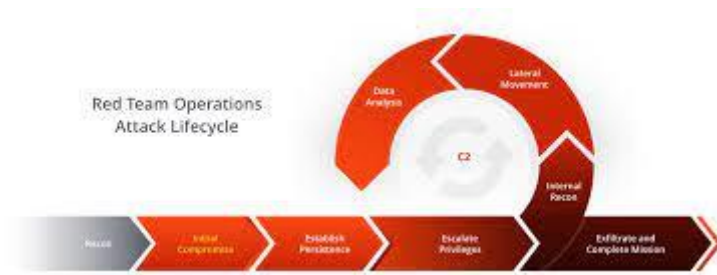 Red Team Operations
Attack Lifecycle
Data
Analysis
Lateral
Movement
C2
Internal
Recon
Recon
Initial
Compromise
Establish
Persistence
Escalate
Privileges
Exfiltrate and
Complete Mission